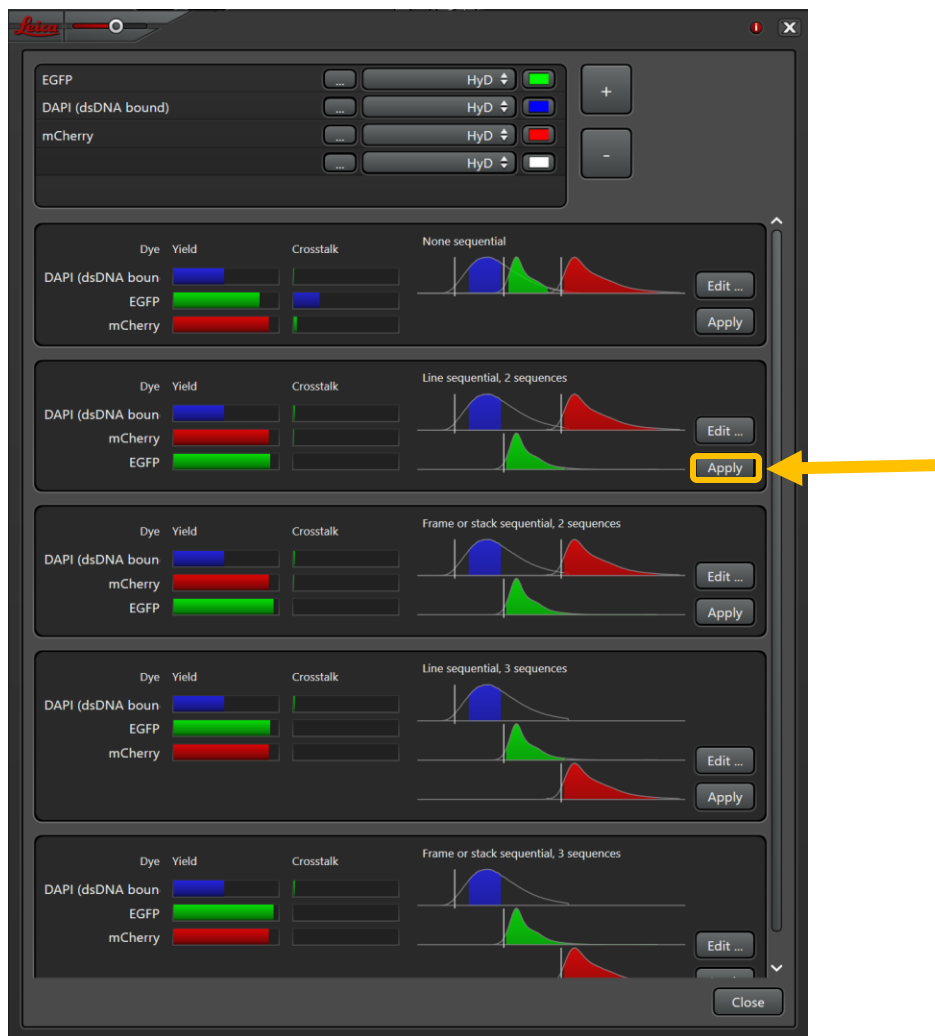 Leica
EGFP ... HyD
DAPI (dsDNA bound) ... HyD
mCherry ... HyD
... HyD
+
-
None sequential
Dye Yield Crosstalk
DAPI (dsDNA boun
EGFP
mCherry
Edit ...
Apply
Line sequential, 2 sequences
Dye Yield Crosstalk
DAPI (dsDNA boun
mCherry
EGFP
Edit ...
Apply
Frame or stack sequential, 2 sequences
Dye Yield Crosstalk
DAPI (dsDNA boun
mCherry
EGFP
Edit ...
Apply
Line sequential, 3 sequences
Dye Yield Crosstalk
DAPI (dsDNA boun
EGFP
mCherry
Edit ...
Apply
Frame or stack sequential, 3 sequences
Dye Yield Crosstalk
DAPI (dsDNA boun
EGFP
mCherry
Edit ...
Close